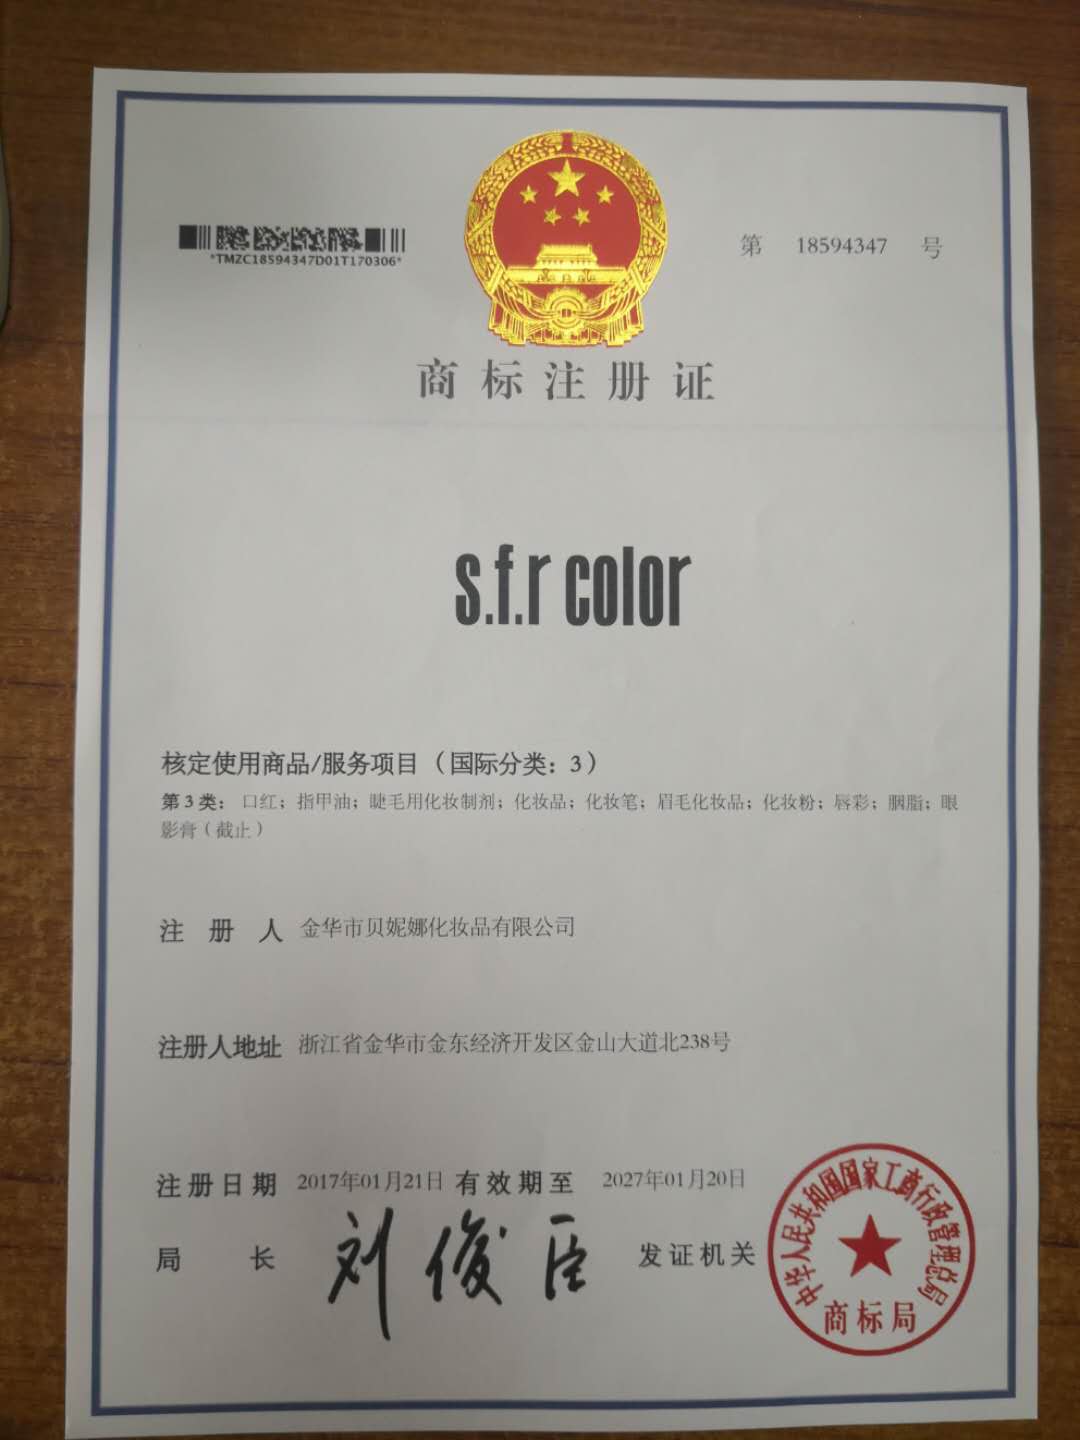 *TMZC18594347D01T170306*
第 18594347 号
商标注册证
s.f.r color
核定使用商品/服务项目（国际分类：3）
第3类：口红；指甲油；睫毛用化妆制剂；化妆品；化妆笔；眉毛化妆品；化妆粉；唇彩；胭脂；眼
影膏（截止）
注册人 金华市贝妮娜化妆品有限公司
注册人地址 浙江省金华市金东经济开发区金山大道北238号
注册日期 2017年01月21日 有效期至 2027年01月20日
局长 刘俊臣 发证机关
中华人民共和国国家工商行政管理总局
商标局